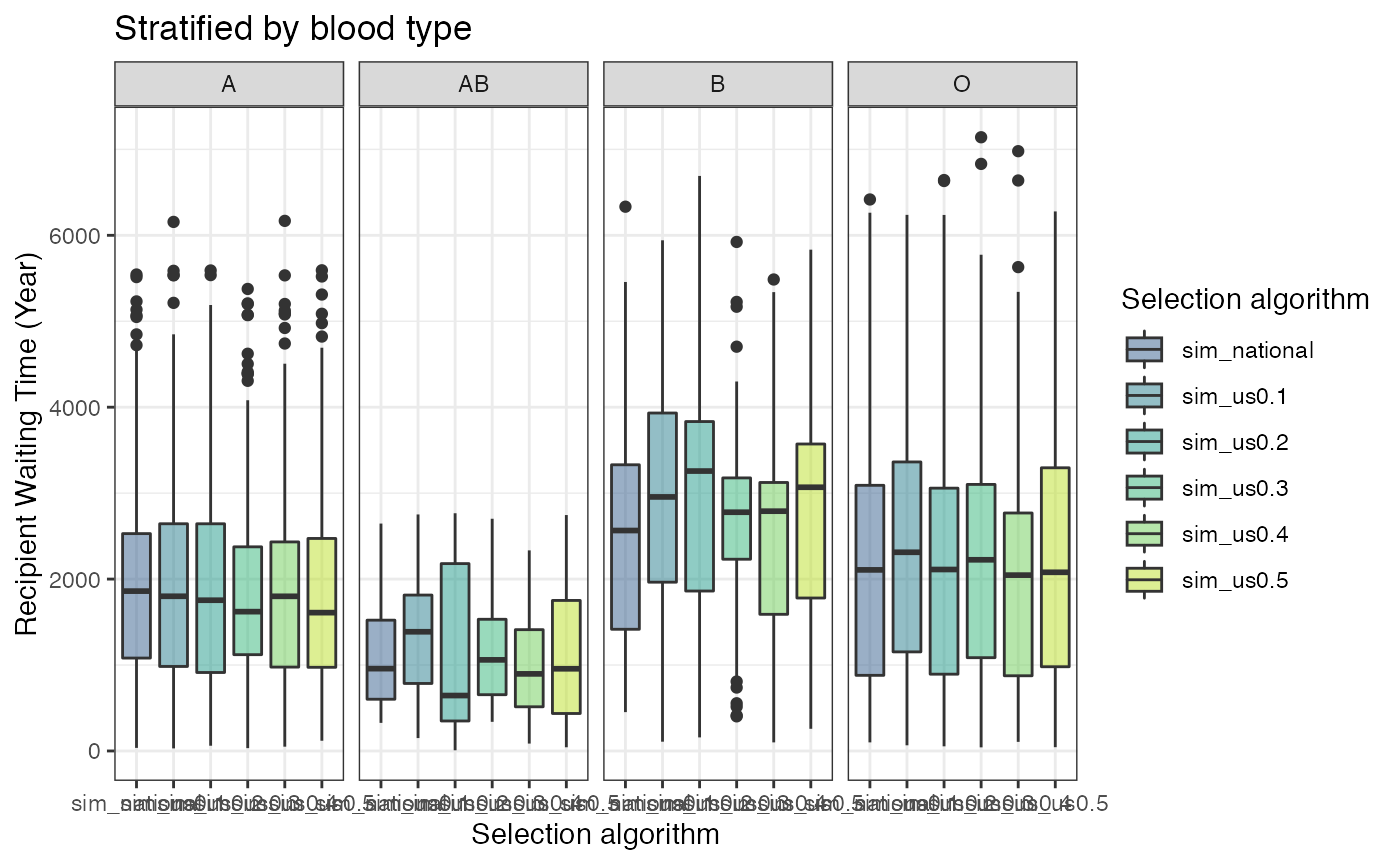 Stratified by blood type
A AB B O
Recipient Waiting Time (Year)
6000
4000
2000
0
Selection algorithm
Selection algorithm
sim_national
sim_us0.1
sim_us0.2
sim_us0.3
sim_us0.4
sim_us0.5